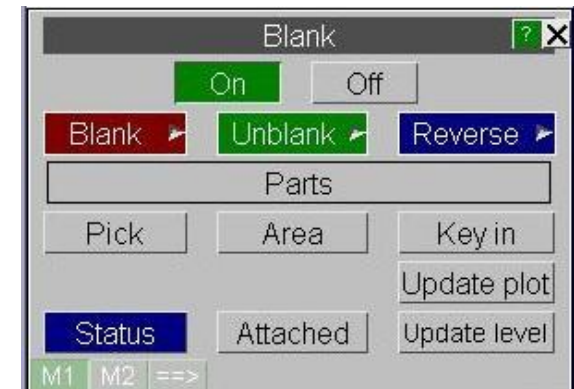 Blank ? X
On Off
Blank Unblank Reverse
Parts
Pick Area Key in
Update plot
Status Attached Update level
M1 M2 ==>